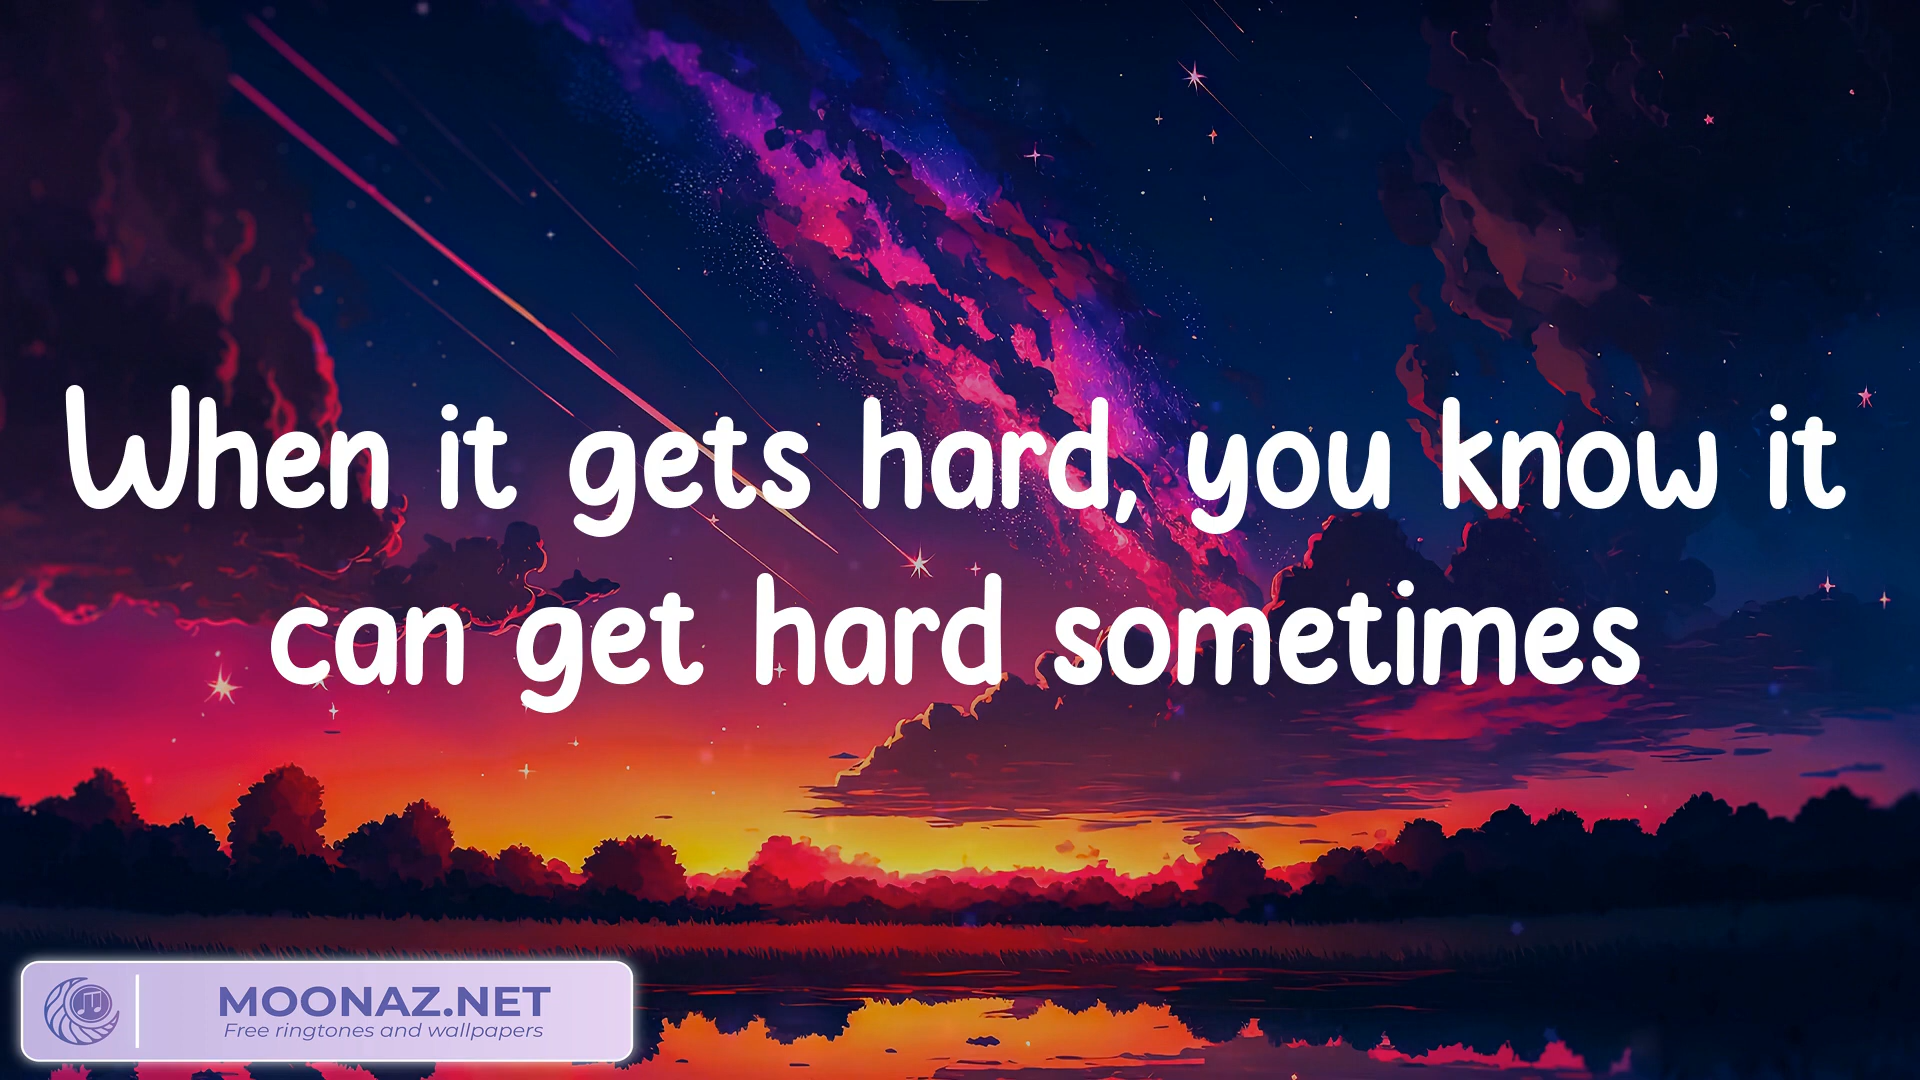 When it gets hard, you know it
can get hard sometimes
MOONAZ.NET
Free ringtones and wallpapers